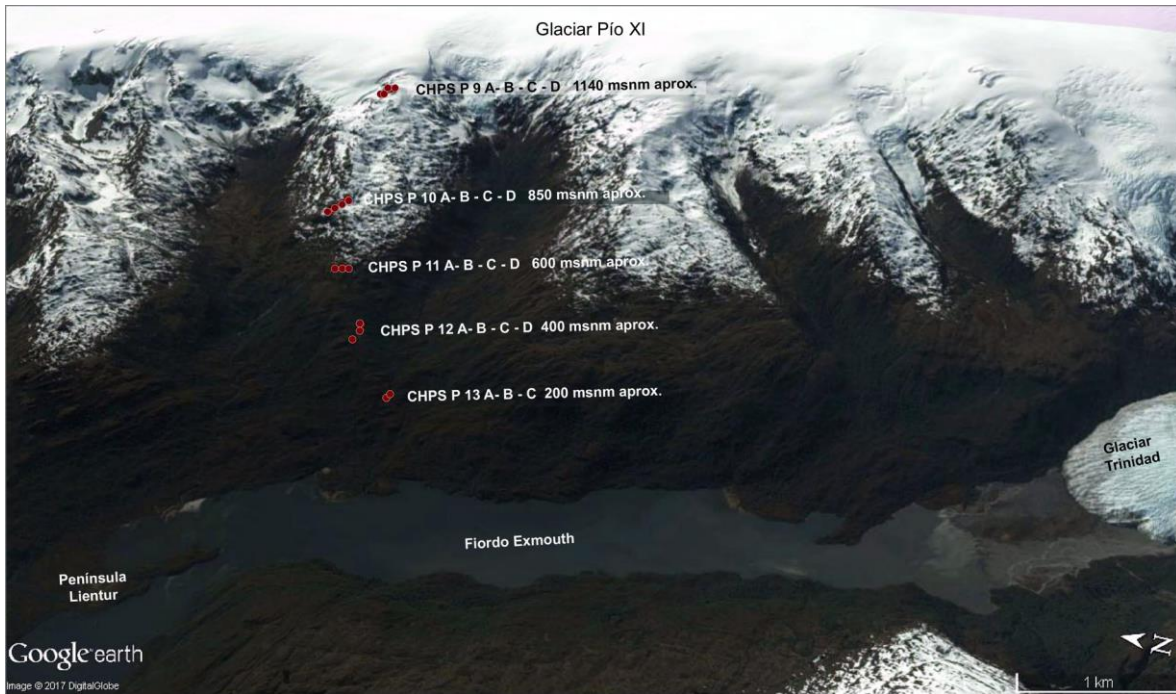 Glaciar Pío XI
CHPS P 9 A- B - C - D 1140 msnm aprox.
CHPS P 10 A- B - C - D 850 msnm aprox.
CHPS P 11 A- B - C - D 600 msnm aprox.
CHPS P 12 A- B - C - D 400 msnm aprox.
CHPS P 13 A- B - C 200 msnm aprox.
Glaciar
Trinidad
Fiordo Exmouth
Península
Lientur
Google earth
Image © 2017 DigitalGlobe
N
1 km